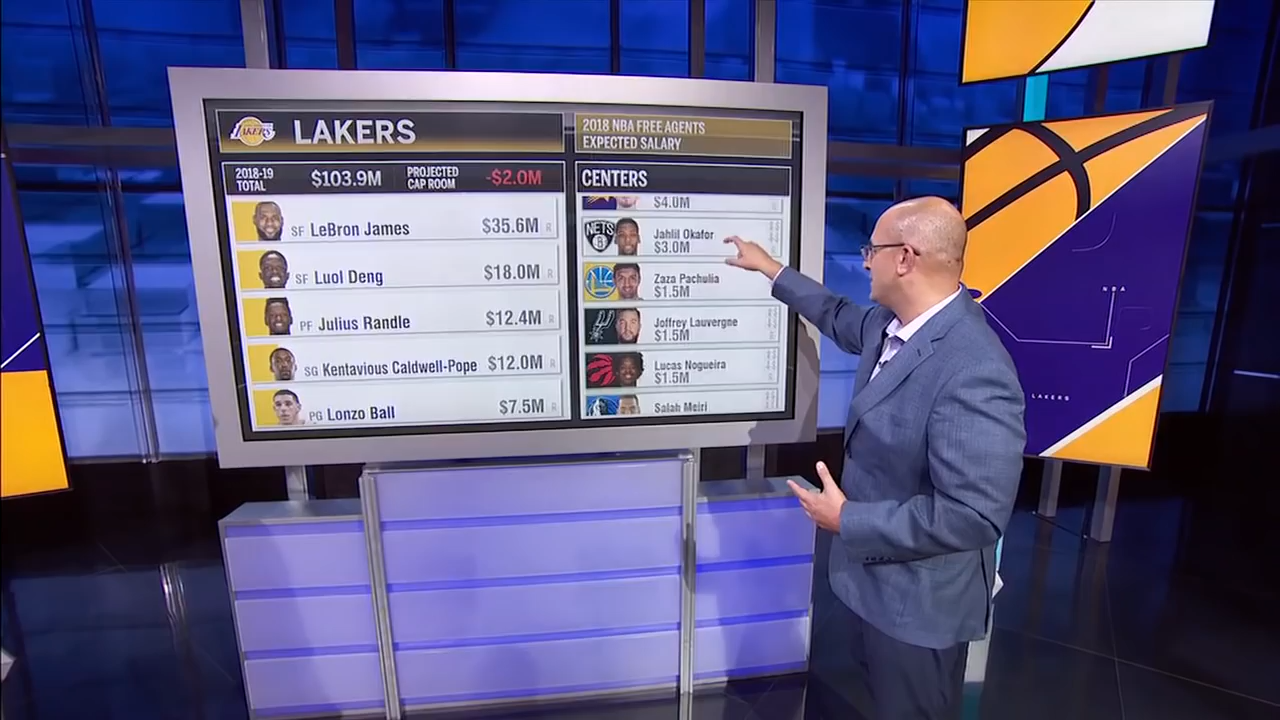 LAKERS
LAKERS
2018-19
TOTAL
$103.9M
PROJECTED
CAP ROOM
-$2.0M
SF LeBron James $35.6M R
SF Luol Deng $18.0M R
PF Julius Randle $12.4M R
SG Kentavious Caldwell-Pope $12.0M R
PG Lonzo Ball $7.5M R
2018 NBA FREE AGENTS
EXPECTED SALARY
CENTERS
$4.0M
NETS
Jahlil Okafor
$3.0M
Zaza Pachulia
$1.5M
Joffrey Lauvergne
$1.5M
Lucas Nogueira
$1.5M
Salah Mejri
NBA
LAKERS